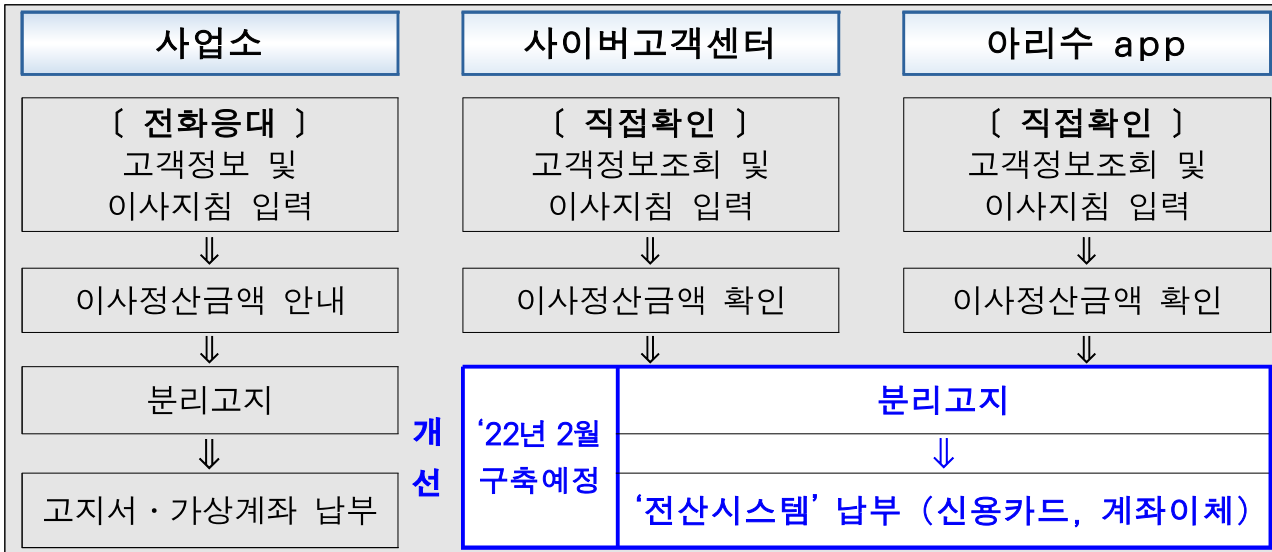 사업소
〔 전화응대 〕
고객정보 및
이사지침 입력
⇓
이사정산금액 안내
⇓
분리고지
⇓
고지서 · 가상계좌 납부
사이버고객센터
〔 직접확인 〕
고객정보조회 및
이사지침 입력
⇓
이사정산금액 확인
⇓
아리수 app
〔 직접확인 〕
고객정보조회 및
이사지침 입력
⇓
이사정산금액 확인
⇓
개
선
‘22년 2월
구축예정
분리고지
⇓
‘전산시스템’ 납부 (신용카드, 계좌이체)